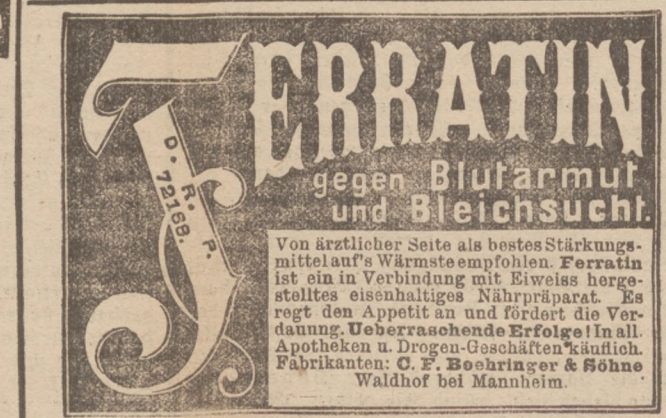 FERRATIN
D. R. P.
72168.
gegen Blutarmut
und Bleichsucht.
Von ärztlicher Seite als bestes Stärkungs-
mittel auf's Wärmste empfohlen. Ferratin
ist ein in Verbindung mit Eiweiss herge-
stelltes eisenhaltiges Nährpräparat. Es
regt den Appetit an und fördert die Ver-
dauung. Ueberraschende Erfolge! In all.
Apotheken u. Drogen-Geschäften käuflich.
Fabrikanten: C. F. Boehringer & Söhne
Waldhof bei Mannheim.